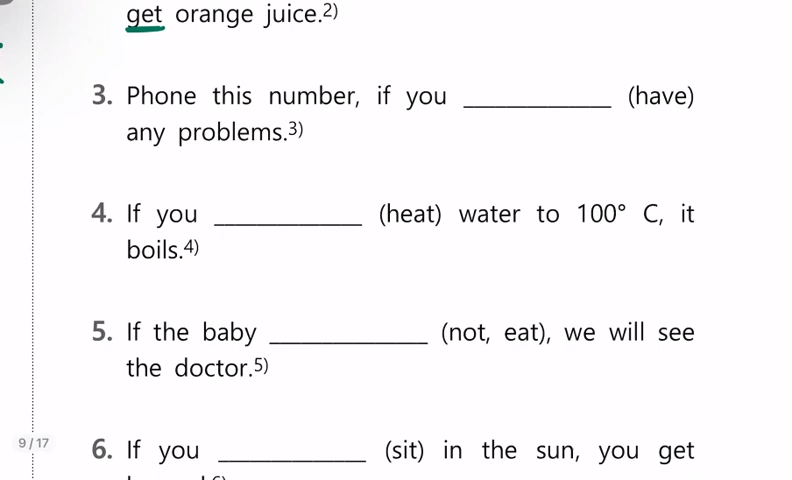 get orange juice.2)
3. Phone this number, if you ____________ (have)
any problems.3)
4. If you ____________ (heat) water to 100° C, it
boils.4)
5. If the baby _____________ (not, eat), we will see
the doctor.5)
9/17
6. If you ____________ (sit) in the sun, you get